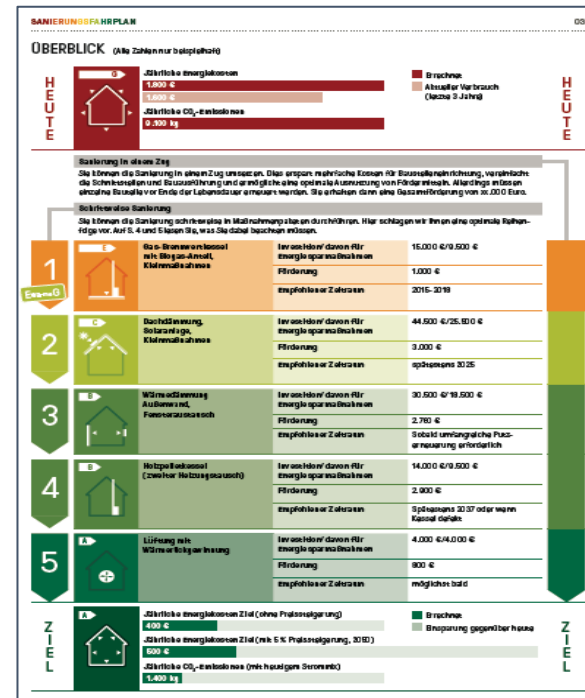 SANIERUNGSFAHRPLAN
03
ÜBERBLICK (Alle Zahlen nur beispielhaft)
HEUTE
G
Jährliche Energiekosten
1.800 €
1.600 €
Jährliche CO₂-Emissionen
9.100 kg
Errechnet
Aktueller Verbrauch
(letzte 3 Jahre)
HEUTE
Sanierung in einem Zug
Sie können die Sanierung in einem Zug umsetzen. Dies erspart mehrfache Kosten für Baustelleneinrichtung, vereinfacht
die Schnittstellen und Bauausführung und ermöglicht eine optimale Ausnutzung von Fördermitteln. Allerdings müssen
einzelne Bauteile vor Ende der Lebensdauer erneuert werden. Sie erhalten dann eine Gesamtförderung von xx.000 Euro.
Schrittweise Sanierung
Sie können die Sanierung schrittweise in Maßnahmenpaketen durchführen. Hier schlagen wir Ihnen eine optimale Reihen-
folge vor. Auf S. 4 und 5 lesen Sie, was Sie dabei beachten müssen.
1
E
Gas-Brennwertkessel
mit Biogas-Anteil,
Kleinmaßnahmen
Investition/ davon für
Energiesparmaßnahmen
15.000 €/9.500 €
Förderung
1.000 €
Empfohlener Zeitraum
2015-2018
2
C
Dachdämmung,
Solaranlage,
Kleinmaßnahmen
Investition/ davon für
Energiesparmaßnahmen
44.500 €/25.500 €
Förderung
3.000 €
Empfohlener Zeitraum
spätestens 2025
3
B
Wärmedämmung
Außenwand,
Fensteraustausch
Investition/ davon für
Energiesparmaßnahmen
30.500 €/18.500 €
Förderung
2.760 €
Empfohlener Zeitraum
Sobald umfangreiche Putz-
erneuerung erforderlich
4
B
Holzpelletkessel
(zweiter Heizungstausch)
Investition/ davon für
Energiesparmaßnahmen
14.000 €/9.500 €
Förderung
2.900 €
Empfohlener Zeitraum
Spätestens 2037 oder wenn
Kessel defekt
5
A
Lüftung mit
Wärmerückgewinnung
Investition/ davon für
Energiesparmaßnahmen
4.000 €/4.000 €
Förderung
800 €
Empfohlener Zeitraum
möglichst bald
ZIEL
A
Jährliche Energiekosten Ziel (ohne Preissteigerung)
400 €
Jährliche Energiekosten Ziel (mit 5 % Preissteigerung, 2050)
500 €
Jährliche CO₂-Emissionen (mit heutigem Strommix)
1.400 kg
Errechnet
Einsparung gegenüber heute
ZIEL